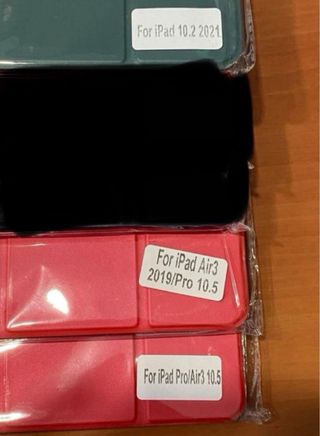 For iPad 10.2 2021
For iPad Air3
2019/Pro 10.5
For iPad Pro/Air3 10.5